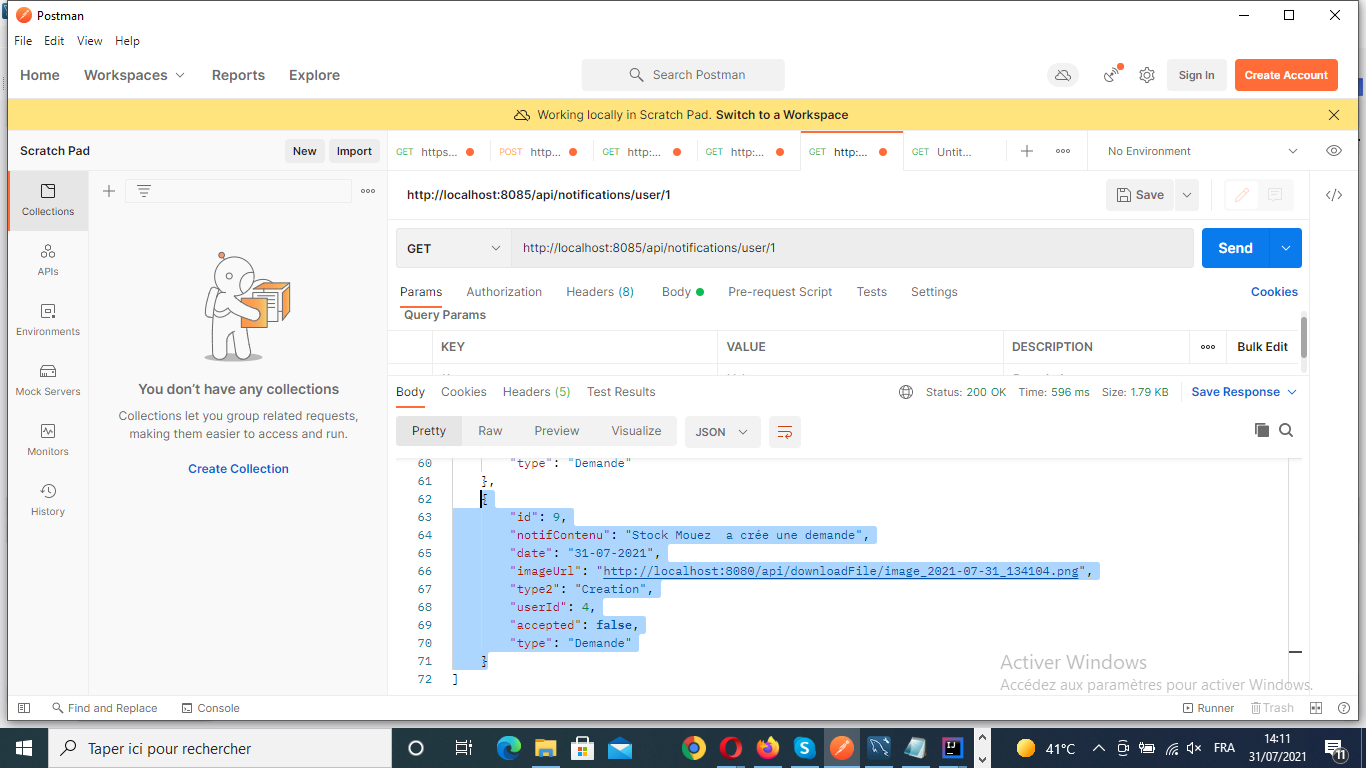 Postman
File Edit View Help
Home Workspaces Reports Explore Search Postman Sign In Create Account
Working locally in Scratch Pad. Switch to a Workspace
Scratch Pad New Import GET https... POST http... GET http:... GET http:... GET http:... GET Untit... No Environment
Collections
APIs
Environments
Mock Servers
Monitors
History
You don't have any collections
Collections let you group related requests,
making them easier to access and run.
Create Collection
http://localhost:8085/api/notifications/user/1 Save
GET http://localhost:8085/api/notifications/user/1 Send
Params Authorization Headers (8) Body Pre-request Script Tests Settings Cookies
Query Params
KEY VALUE DESCRIPTION Bulk Edit
Body Cookies Headers (5) Test Results Status: 200 OK Time: 596 ms Size: 1.79 KB Save Response
Pretty Raw Preview Visualize JSON
60 "type": "Demande"
61 },
62 {
63 "id": 9,
64 "notifContenu": "Stock Mouez  a crée une demande",
65 "date": "31-07-2021",
66 "imageUrl": "http://localhost:8080/api/downloadFile/image_2021-07-31_134104.png",
67 "type2": "Creation",
68 "userId": 4,
69 "accepted": false,
70 "type": "Demande"
71 }
72 ]
Activer Windows
Accédez aux paramètres pour activer Windows.
Find and Replace Console Runner Trash
Taper ici pour rechercher 41°C FRA 14:11
31/07/2021 11